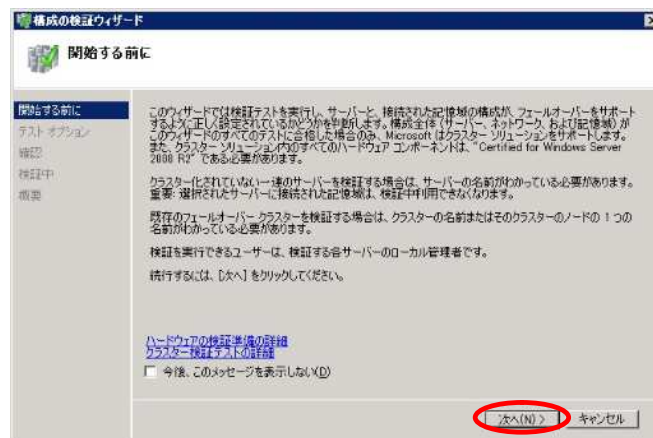 構成の検証ウィザード
開始する前に
開始する前に
テスト オプション
確認
検証中
概要
このウィザードでは検証テストを実行し、サーバーと、接続された記憶域の構成が、フェールオーバーをサポート
するように正しく設定されているかどうかを判断します。構成全体 (サーバー、ネットワーク、および記憶域) が
このウィザードのすべてのテストに合格した場合のみ、Microsoft はクラスター ソリューションをサポートします。
また、クラスター ソリューション内のすべてのハードウェア コンポーネントは、"Certified for Windows Server
2008 R2" である必要があります。
クラスター化されていない一連のサーバーを検証する場合は、サーバーの名前がわかっている必要があります。
重要: 選択されたサーバーに接続された記憶域は、検証中利用できなくなります。
既存のフェールオーバー クラスターを検証する場合は、クラスターの名前またはそのクラスターのノードの 1 つの
名前がわかっている必要があります。
検証を実行できるユーザーは、検証する各サーバーのローカル管理者です。
続行するには、[次へ] をクリックしてください。
ハードウェアの検証準備の詳細
クラスター検証テストの詳細
今後、このメッセージを表示しない(D)
次へ(N) >
キャンセル